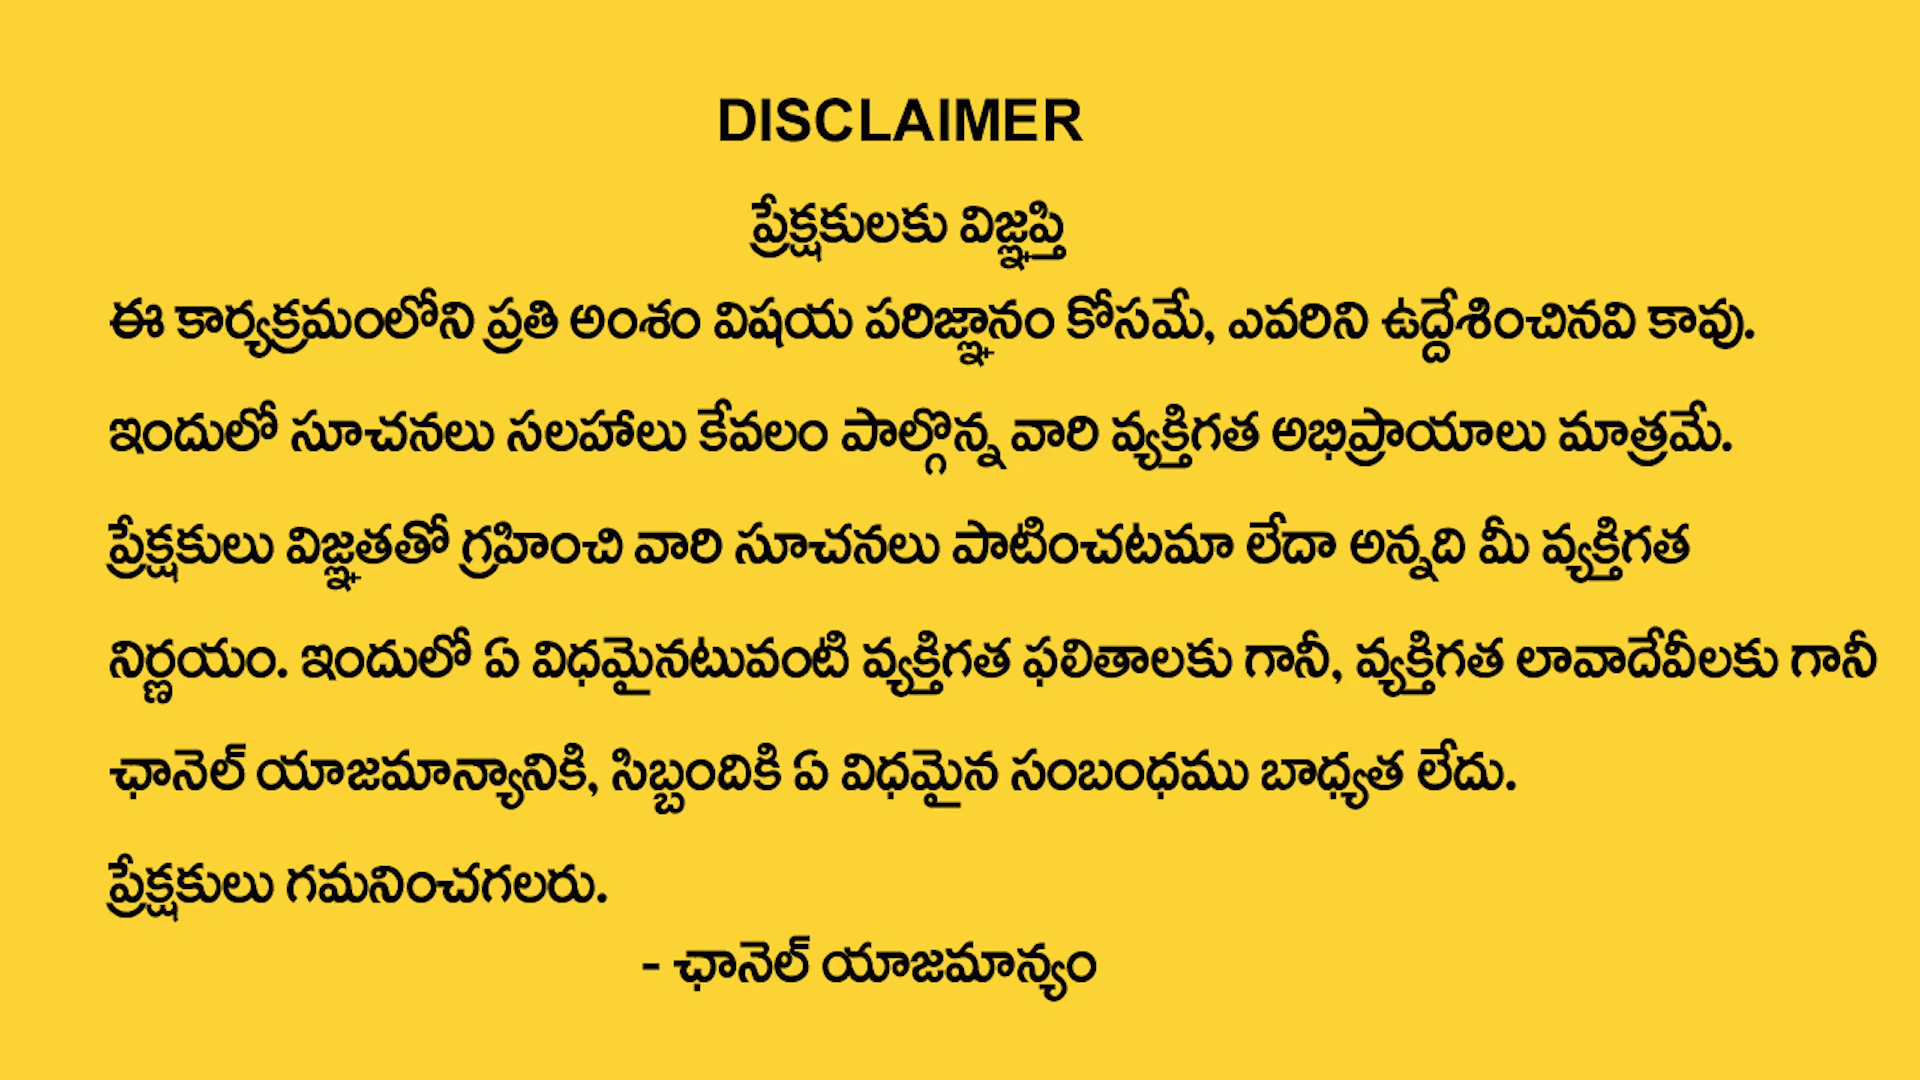 DISCLAIMER
ప్రేక్షకులకు విజ్ఞప్తి
ఈ కార్యక్రమంలోని ప్రతి అంశం విషయ పరిజ్ఞానం కోసమే, ఎవరిని ఉద్దేశించినవి కావు.
ఇందులో సూచనలు సలహాలు కేవలం పాల్గొన్న వారి వ్యక్తిగత అభిప్రాయాలు మాత్రమే.
ప్రేక్షకులు విజ్ఞతతో గ్రహించి వారి సూచనలు పాటించటమా లేదా అన్నది మీ వ్యక్తిగత
నిర్ణయం. ఇందులో ఏ విధమైనటువంటి వ్యక్తిగత ఫలితాలకు గానీ, వ్యక్తిగత లావాదేవీలకు గానీ
ఛానెల్ యాజమాన్యానికి, సిబ్బందికి ఏ విధమైన సంబంధము బాధ్యత లేదు.
ప్రేక్షకులు గమనించగలరు.
- ఛానెల్ యాజమాన్యం